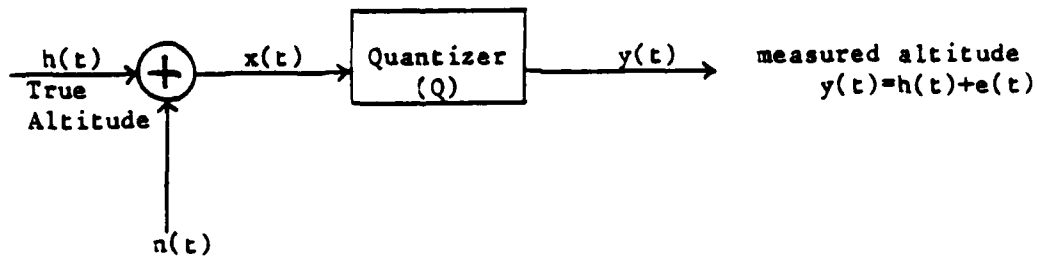 h(t)
True
Altitude
+
n(t)
x(t)
Quantizer
(Q)
y(t)
measured altitude
y(t)=h(t)+e(t)